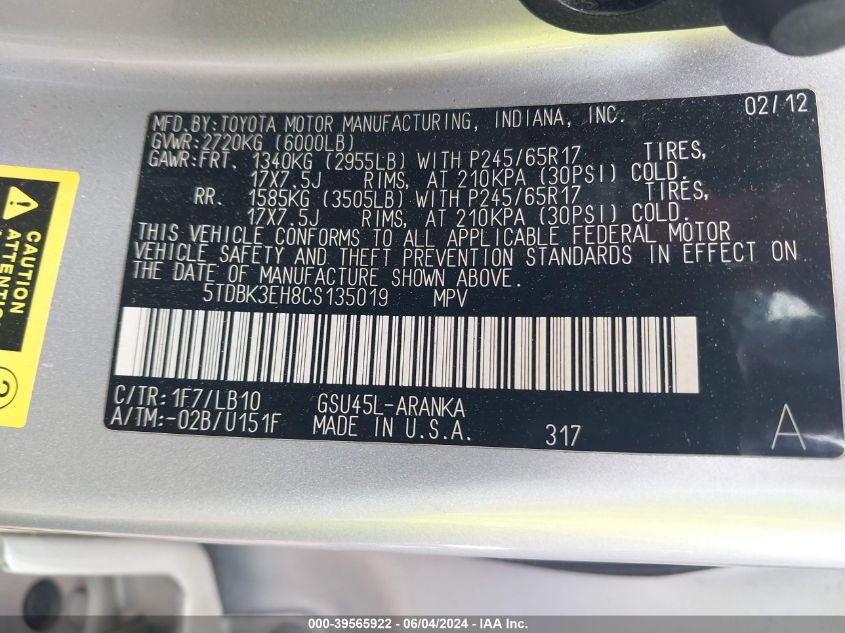 MFD.BY:TOYOTA MOTOR MANUFACTURING, INDIANA, INC. 02/12
GVWR:2720KG (6000LB)
GAWR:FRT. 1340KG (2955LB) WITH P245/65R17 TIRES,
17X7.5J RIMS, AT 210KPA (30PSI) COLD.
RR. 1585KG (3505LB) WITH P245/65R17 TIRES,
17X7.5J RIMS, AT 210KPA (30PSI) COLD.
THIS VEHICLE CONFORMS TO ALL APPLICABLE FEDERAL MOTOR
VEHICLE SAFETY AND THEFT PREVENTION STANDARDS IN EFFECT ON
THE DATE OF MANUFACTURE SHOWN ABOVE.
5TDBK3EH8CS135019 MPV
C/TR:1F7/LB10 GSU45L-ARANKA
A/TM:-02B/U151F MADE IN U.S.A. 317 A
CAUTION
ATTENTION
2
000-39565922 / 06/04/2024 - IAA Inc.